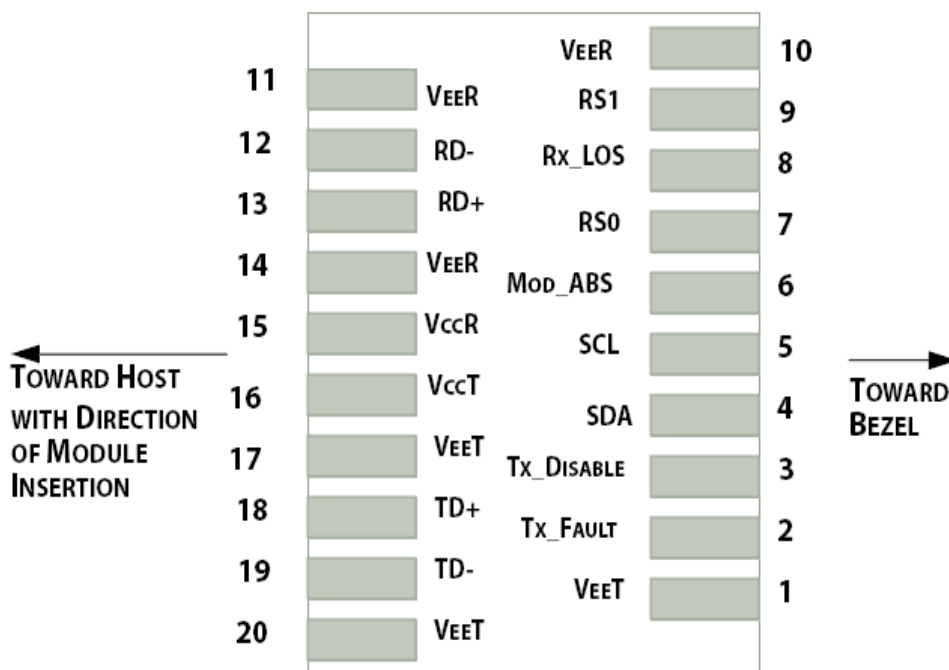 11 VEER
12 RD-
13 RD+
14 VEER
15 VCCR
16 VCCT
17 VEET
18 TD+
19 TD-
20 VEET
VEER 10
RS1 9
RX_LOS 8
RS0 7
MOD_ABS 6
SCL 5
SDA 4
TX_DISABLE 3
TX_FAULT 2
VEET 1
TOWARD HOST
WITH DIRECTION
OF MODULE
INSERTION
TOWARD
BEZEL